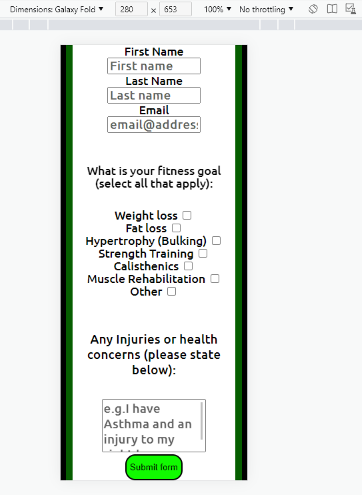 Dimensions: Galaxy Fold ▼ 280 × 653 100% ▼ No throttling ▼
First Name
First name
Last Name
Last name
Email
email@address
What is your fitness goal
(select all that apply):
Weight loss
Fat loss
Hypertrophy (Bulking)
Strength Training
Calisthenics
Muscle Rehabilitation
Other
Any Injuries or health
concerns (please state
below):
e.g.I have
Asthma and an
injury to my
Submit form